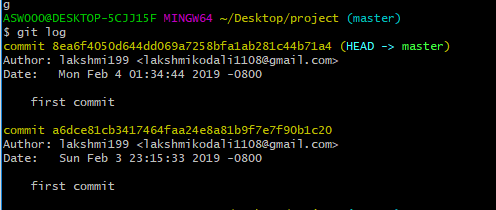 g
ASWOOO@DESKTOP-5CJJ15F MINGW64 ~/Desktop/project (master)
$ git log
commit 8ea6f4050d644dd069a7258bfa1ab281c44b71a4 (HEAD -> master)
Author: lakshmi199 <lakshmikodali1108@gmail.com>
Date:   Mon Feb 4 01:34:44 2019 -0800
first commit
commit a6dce81cb3417464faa24e8a81b9f7e7f90b1c20
Author: lakshmi199 <lakshmikodali1108@gmail.com>
Date:   Sun Feb 3 23:15:33 2019 -0800
first commit